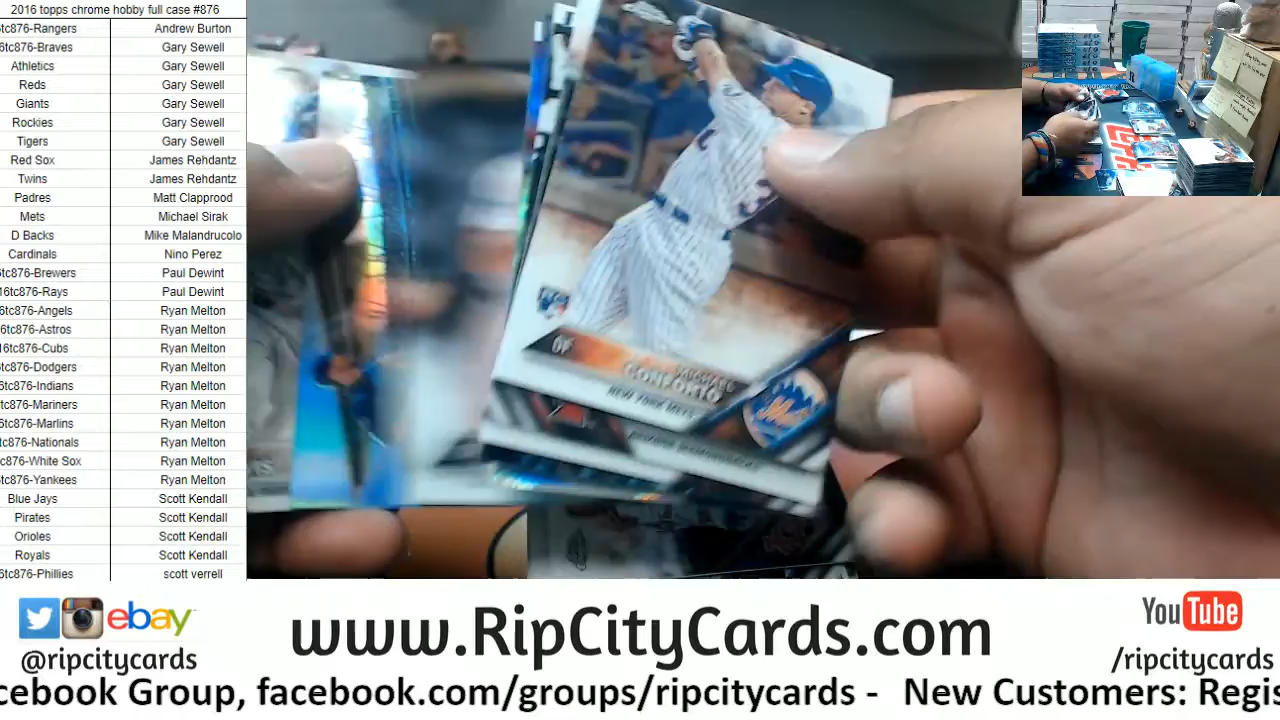 2016 topps chrome hobby full case #876
6tc876-Rangers Andrew Burton
6tc876-Braves Gary Sewell
Athletics Gary Sewell
Reds Gary Sewell
Giants Gary Sewell
Rockies Gary Sewell
Tigers Gary Sewell
Red Sox James Rehdantz
Twins James Rehdantz
Padres Matt Clapprood
Mets Michael Sirak
D Backs Mike Malandrucolo
Cardinals Nino Perez
6tc876-Brewers Paul Dewint
16tc876-Rays Paul Dewint
6tc876-Angels Ryan Melton
6tc876-Astros Ryan Melton
16tc876-Cubs Ryan Melton
6tc876-Dodgers Ryan Melton
6tc876-Indians Ryan Melton
6tc876-Mariners Ryan Melton
6tc876-Marlins Ryan Melton
6tc876-Nationals Ryan Melton
c876-White Sox Ryan Melton
6tc876-Yankees Ryan Melton
Blue Jays Scott Kendall
Pirates Scott Kendall
Orioles Scott Kendall
Royals Scott Kendall
6tc876-Phillies scott verrell
OF
MICHAEL
CONFORTO
NEW YORK METS
Mets
ebay
@ripcitycards
www.RipCityCards.com
YouTube
/ripcitycards
cebook Group, facebook.com/groups/ripcitycards - New Customers: Regis